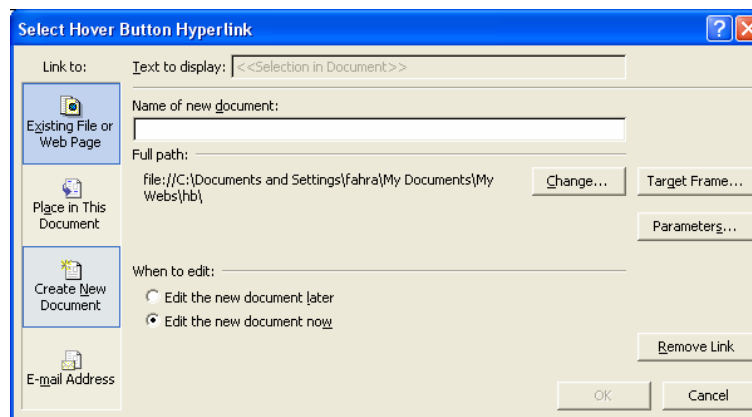 Select Hover Button Hyperlink
Link to:
Text to display: <<Selection in Document>>
Existing File or
Web Page
Place in This
Document
Create New
Document
E-mail Address
Name of new document:
Full path:
file://C:\Documents and Settings\fahra\My Documents\My
Webs\hb\
Change...
Target Frame...
Parameters...
When to edit:
Edit the new document later
Edit the new document now
Remove Link
OK
Cancel